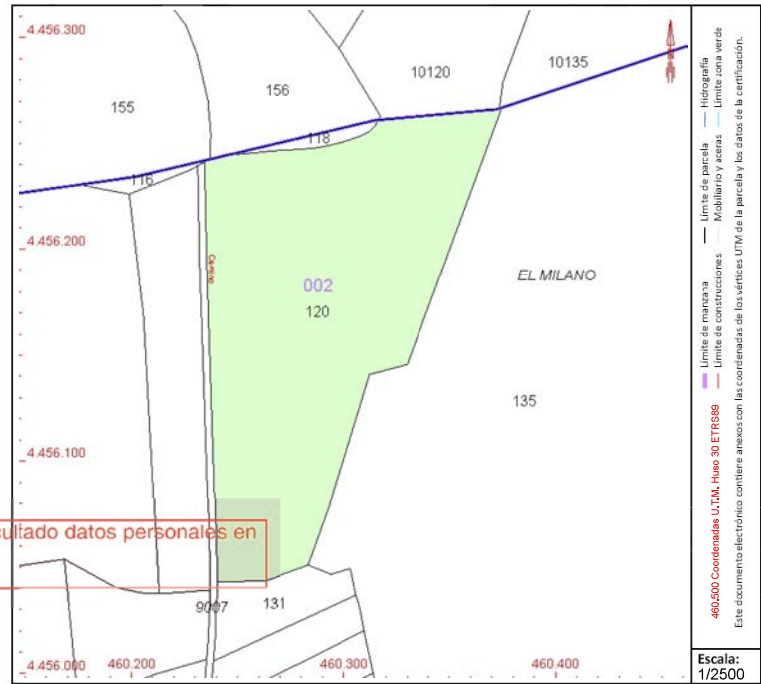 4.456.300
155
156
10120
10135
118
116
4.456.200
Camino
002
120
EL MILANO
135
4.456.100
cultado datos personales en
9007
131
4.456.000
460.200
460.300
460.400
460.500 Coordenadas U.T.M. Huso 30 ETRS89
Límite de manzana
Límite de parcela
Hidrografía
Límite de construcciones
Mobiliario y aceras
Límite zona verde
Este documento electrónico contiene anexos con las coordenadas de los vértices UTM de la parcela y los datos de la certificación.
Escala:
1/2500